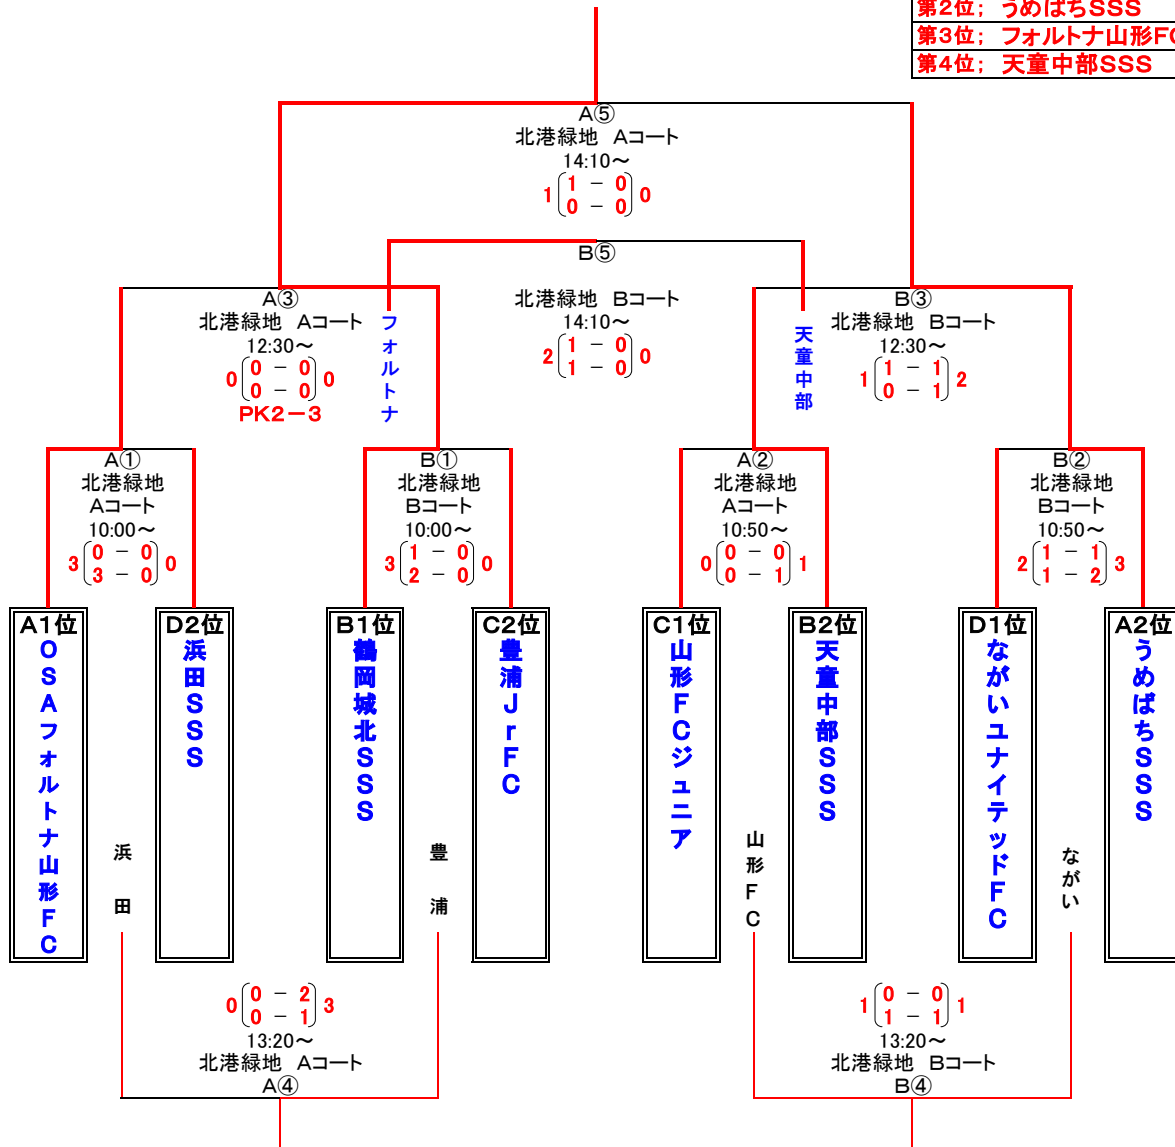 第2位； うめばちSSS
第3位； フォルトナ山形FC
第4位； 天童中部SSS
A⑤
北港緑地 Aコート
14:10～
1 1 － 0 0
0 － 0
B⑤
北港緑地 Bコート
14:10～
2 1 － 0 0
1 － 0
A③
北港緑地 Aコート
12:30～
0 0 － 0 0
0 － 0
PK2－3
フォルトナ
天童中部
B③
北港緑地 Bコート
12:30～
1 1 － 1 2
0 － 1
A①
北港緑地
Aコート
10:00～
3 0 － 0 0
3 － 0
B①
北港緑地
Bコート
10:00～
3 1 － 0 0
2 － 0
A②
北港緑地
Aコート
10:50～
0 0 － 0 1
0 － 1
B②
北港緑地
Bコート
10:50～
2 1 － 1 3
1 － 2
A1位
OSAフォルトナ山形FC
D2位
浜田SSS
B1位
鶴岡城北SSS
C2位
豊浦JrFC
C1位
山形FCジュニア
B2位
天童中部SSS
D1位
ながいユナイテッドFC
A2位
うめばちSSS
浜田
豊浦
山形FC
ながい
0 0 － 2 3
0 － 1
13:20～
北港緑地 Aコート
A④
1 0 － 0 1
1 － 1
13:20～
北港緑地 Bコート
B④